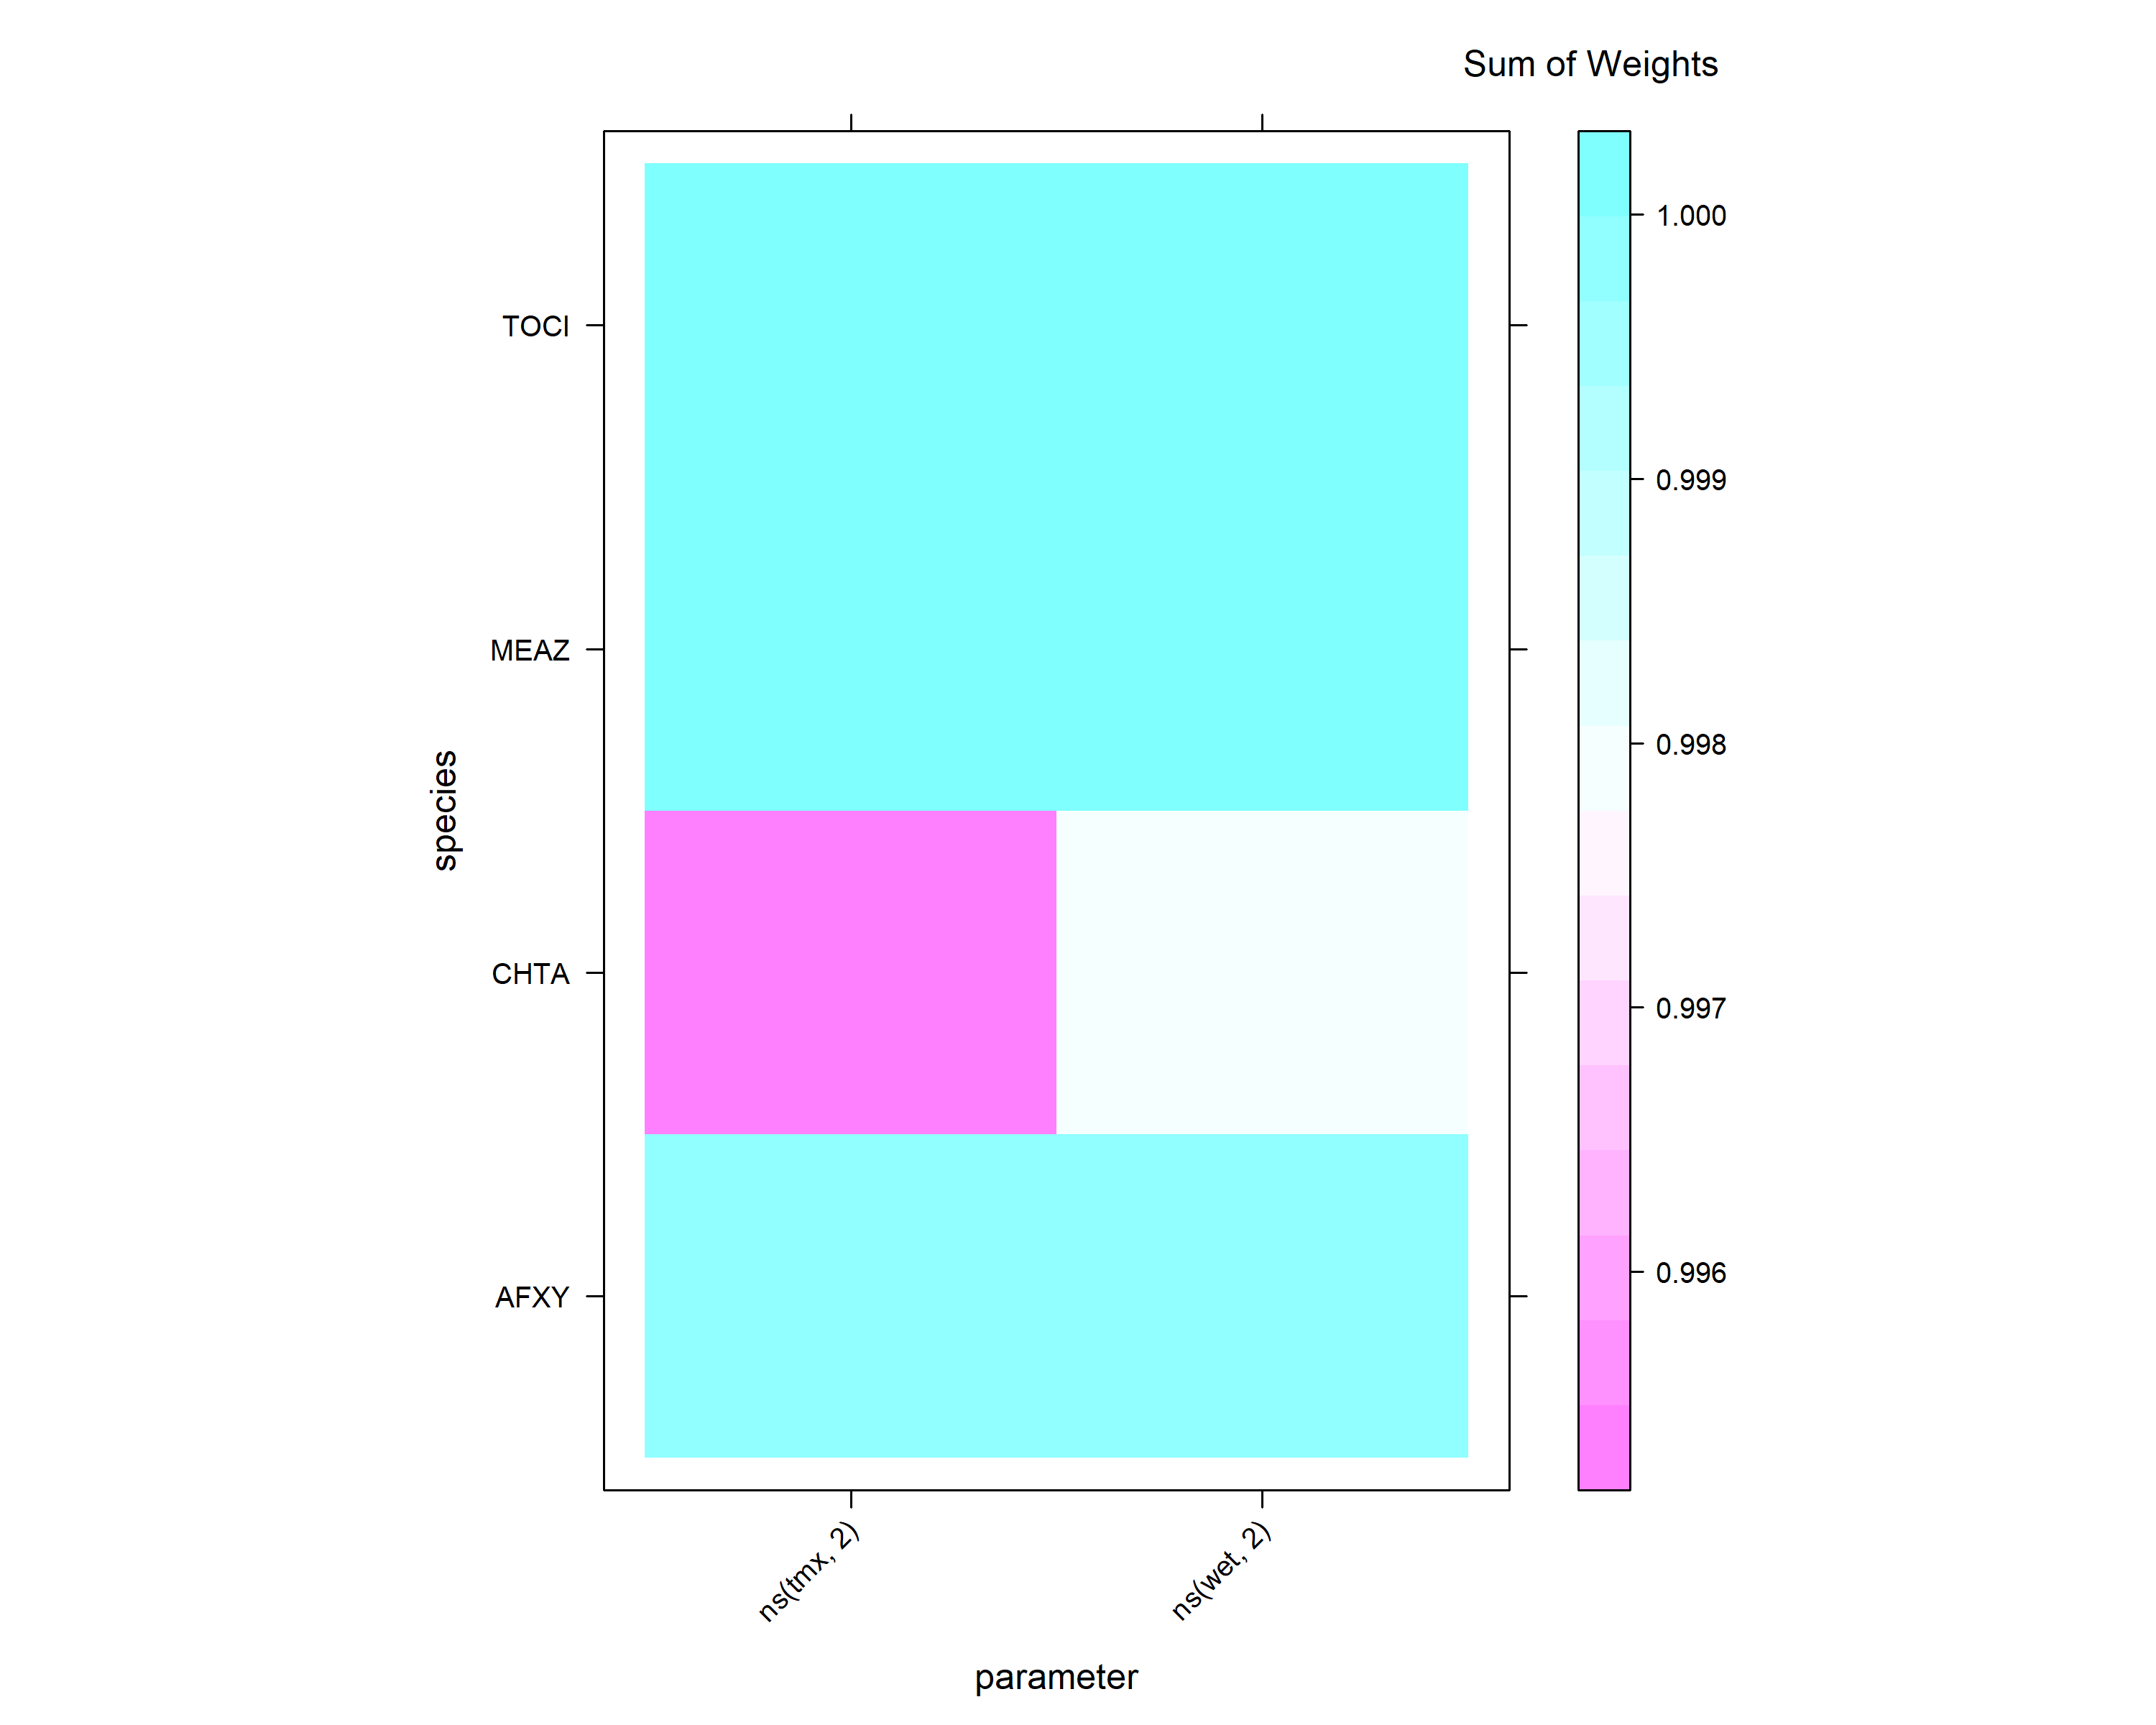 Sum of Weights
1.000
0.999
0.998
0.997
0.996
TOCI
MEAZ
CHTA
AFXY
species
ns(tmx, 2)
ns(wet, 2)
parameter